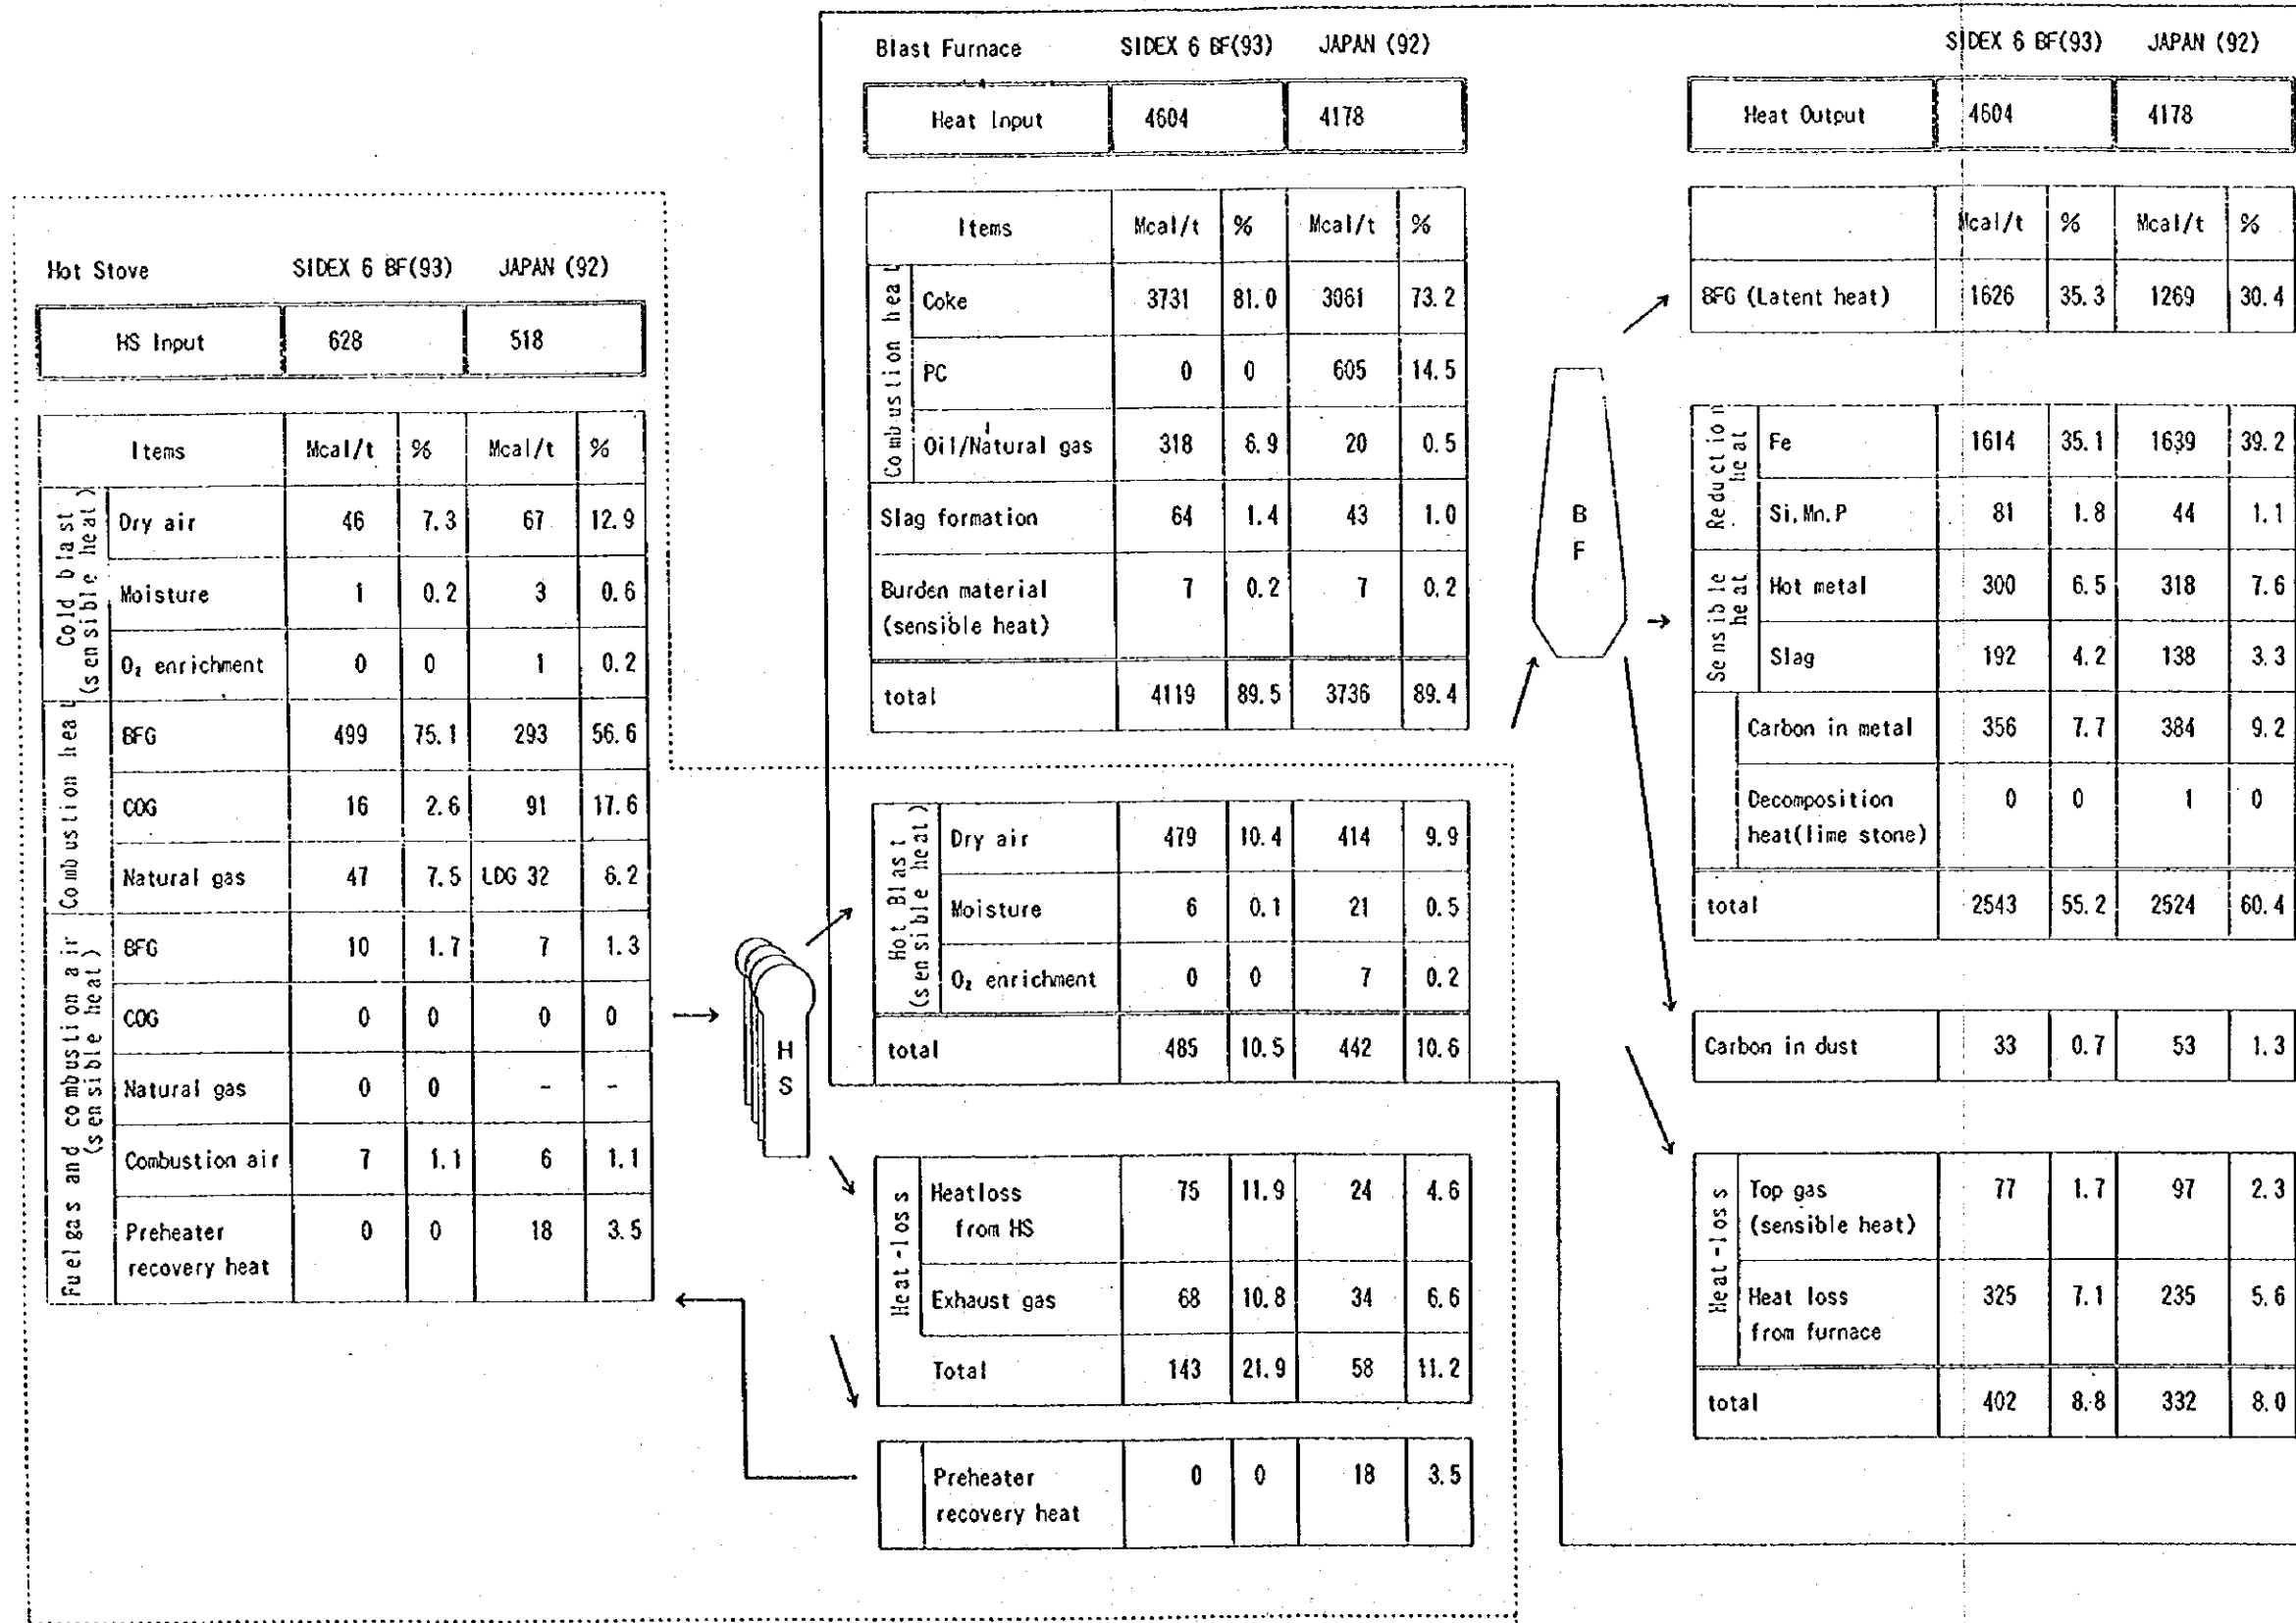 Hot Stove SIDEX 6 BF(93) JAPAN (92)
HS Input 628 518
Items Mcal/t % Mcal/t %
Cold blast (sensible heat)
Dry air 46 7.3 67 12.9
Moisture 1 0.2 3 0.6
O₂ enrichment 0 0 1 0.2
Combustion heat
BFG 499 75.1 293 56.6
COG 16 2.6 91 17.6
Natural gas 47 7.5 LDG 32 6.2
Fuel gas and combustion air (sensible heat)
BFG 10 1.7 7 1.3
COG 0 0 0 0
Natural gas 0 0 - -
Combustion air 7 1.1 6 1.1
Preheater 0 0 18 3.5
recovery heat
H
S
Blast Furnace SIDEX 6 BF(93) JAPAN (92)
Heat Input 4604 4178
Items Mcal/t % Mcal/t %
Combustion heat
Coke 3731 81.0 3061 73.2
PC 0 0 605 14.5
Oil/Natural gas 318 6.9 20 0.5
Slag formation 64 1.4 43 1.0
Burden material 7 0.2 7 0.2
(sensible heat)
total 4119 89.5 3736 89.4
Hot Blast (sensible heat)
Dry air 479 10.4 414 9.9
Moisture 6 0.1 21 0.5
O₂ enrichment 0 0 7 0.2
total 485 10.5 442 10.6
Heat-loss
Heatloss 75 11.9 24 4.6
from HS
Exhaust gas 68 10.8 34 6.6
Total 143 21.9 58 11.2
Preheater 0 0 18 3.5
recovery heat
B
F
SIDEX 6 BF(93) JAPAN (92)
Heat Output 4604 4178
Mcal/t % Mcal/t %
BFG (Latent heat) 1626 35.3 1269 30.4
Reduction heat
Fe 1614 35.1 1639 39.2
Si.Mn.P 81 1.8 44 1.1
Sensible heat
Hot metal 300 6.5 318 7.6
Slag 192 4.2 138 3.3
Carbon in metal 356 7.7 384 9.2
Decomposition 0 0 1 0
heat(lime stone)
total 2543 55.2 2524 60.4
Carbon in dust 33 0.7 53 1.3
Heat-loss
Top gas 77 1.7 97 2.3
(sensible heat)
Heat loss 325 7.1 235 5.6
from furnace
total 402 8.8 332 8.0